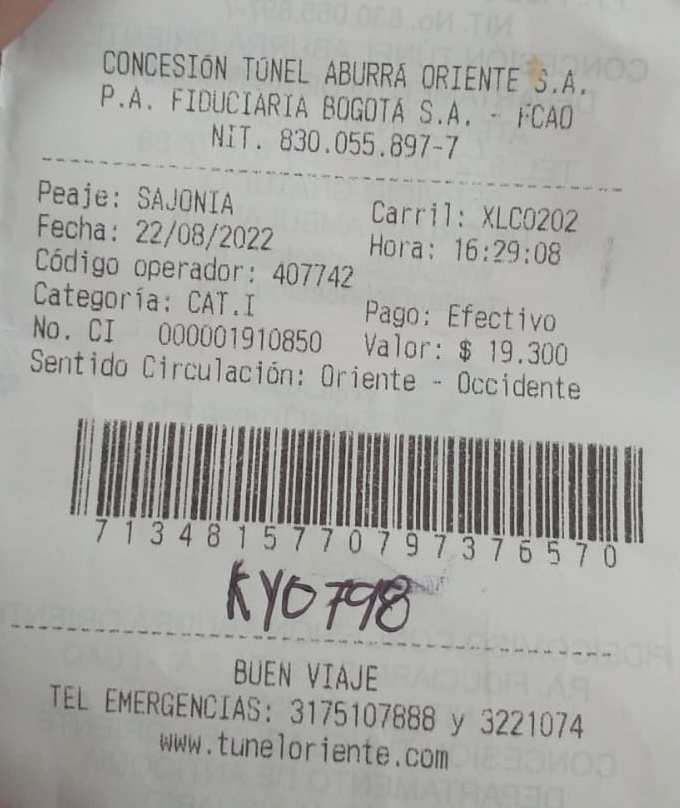 CONCESIÓN TÚNEL ABURRÁ ORIENTE S.A.
P.A. FIDUCIARIA BOGOTÁ S.A. - FCAO
NIT. 830.055.897-7
Peaje: SAJONIA Carril: XLC0202
Fecha: 22/08/2022 Hora: 16:29:08
Código operador: 407742
Categoría: CAT.I Pago: Efectivo
No. CI 000001910850 Valor: $ 19.300
Sentido Circulación: Oriente - Occidente
713481577079737657​0
KYO798
BUEN VIAJE
TEL EMERGENCIAS: 3175107888 y 3221074
www.tuneloriente.com